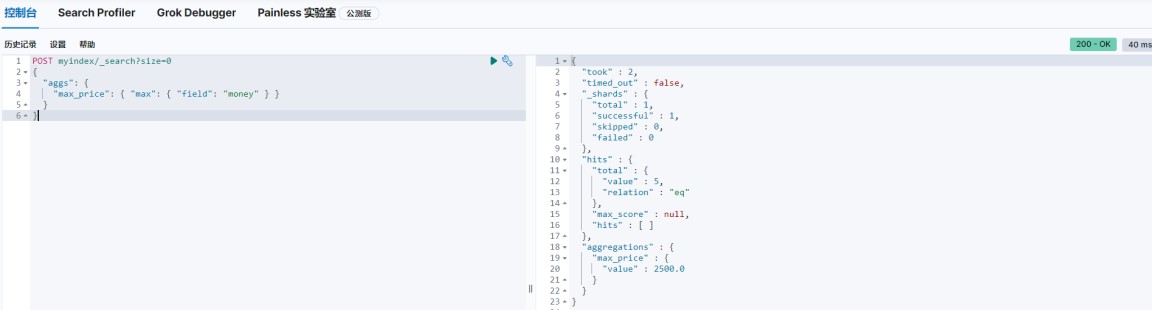 控制台 Search Profiler Grok Debugger Painless 实验室 公测版
历史记录 设置 帮助 200 - OK 40 ms
1 POST myindex/_search?size=0
2 {
3 "aggs": {
4 "max_price": { "max": { "field": "money" } }
5 }
6 }
1 {
2 "took" : 2,
3 "timed_out" : false,
4 "_shards" : {
5 "total" : 1,
6 "successful" : 1,
7 "skipped" : 0,
8 "failed" : 0
9 },
10 "hits" : {
11 "total" : {
12 "value" : 5,
13 "relation" : "eq"
14 },
15 "max_score" : null,
16 "hits" : [ ]
17 },
18 "aggregations" : {
19 "max_price" : {
20 "value" : 2500.0
21 }
22 }
23 }